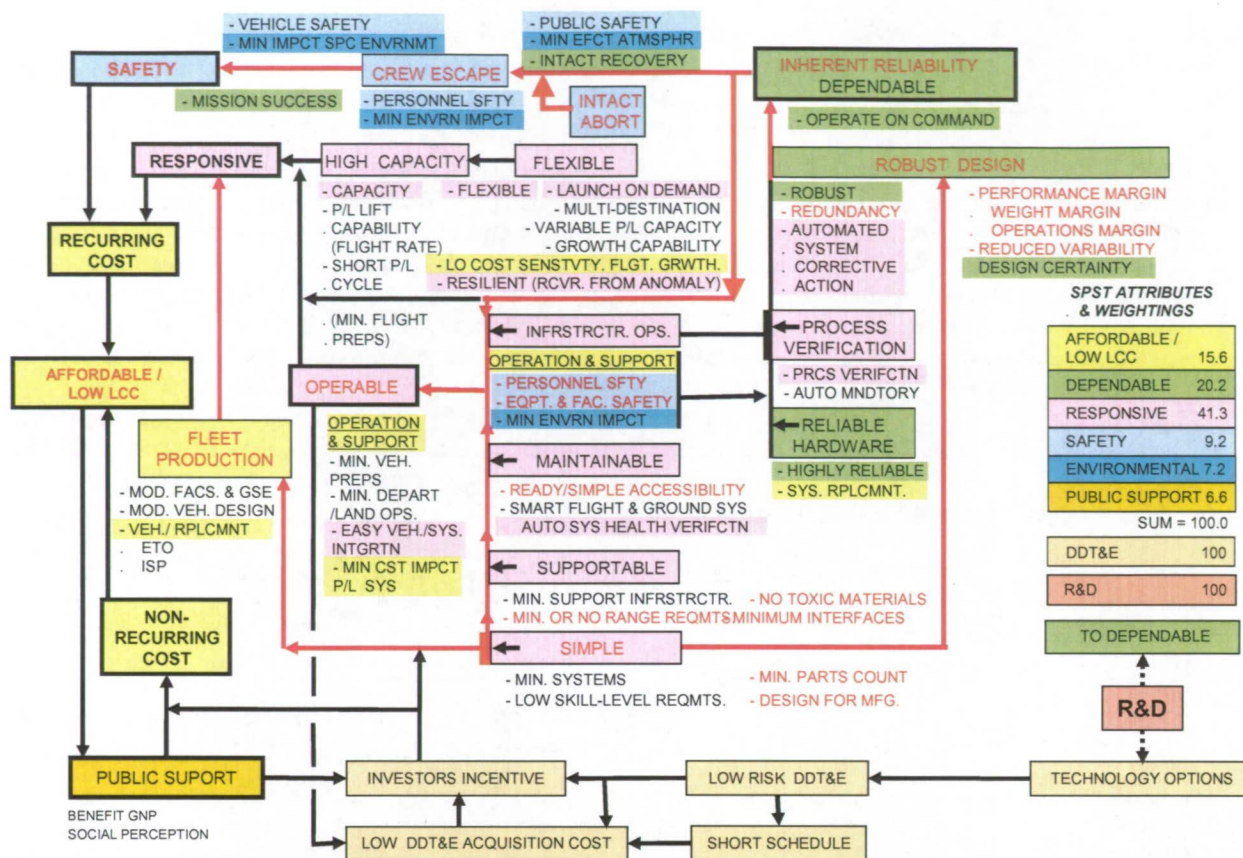 - VEHICLE SAFETY
- MIN IMPCT SPC ENVRNMT
- PUBLIC SAFETY
- MIN EFCT ATMSPHR
- INTACT RECOVERY
SAFETY
CREW ESCAPE
INHERENT RELIABILITY
DEPENDABLE
- MISSION SUCCESS
- PERSONNEL SFTY
- MIN ENVRN IMPCT
INTACT
ABORT
- OPERATE ON COMMAND
RESPONSIVE
HIGH CAPACITY
FLEXIBLE
ROBUST DESIGN
- CAPACITY
- P/L LIFT
. CAPABILITY
(FLIGHT RATE)
- SHORT P/L
. CYCLE
. (MIN. FLIGHT
. PREPS)
- FLEXIBLE
- LAUNCH ON DEMAND
- MULTI-DESTINATION
- VARIABLE P/L CAPACITY
- GROWTH CAPABILITY
- LO COST SENSTVTY. FLGT. GRWTH.
- RESILIENT (RCVR. FROM ANOMALY)
- ROBUST
- REDUNDANCY
- AUTOMATED
. SYSTEM
. CORRECTIVE
. ACTION
- PERFORMANCE MARGIN
. WEIGHT MARGIN
. OPERATIONS MARGIN
- REDUCED VARIABILITY
DESIGN CERTAINTY
RECURRING
COST
SPST ATTRIBUTES
. & WEIGHTINGS
AFFORDABLE /
LOW LCC 15.6
DEPENDABLE 20.2
RESPONSIVE 41.3
SAFETY 9.2
ENVIRONMENTAL 7.2
PUBLIC SUPPORT 6.6
SUM = 100.0
DDT&E 100
R&D 100
TO DEPENDABLE
R&D
INFRSTRCTR. OPS.
PROCESS
VERIFICATION
OPERATION & SUPPORT
- PERSONNEL SFTY
- EQPT. & FAC. SAFETY
- MIN ENVRN IMPCT
- PRCS VERIFCTN
- AUTO MNDTORY
AFFORDABLE /
LOW LCC
OPERABLE
FLEET
PRODUCTION
OPERATION
& SUPPORT
- MIN. VEH.
PREPS
- MIN. DEPART
/LAND OPS.
- EASY VEH./SYS.
INTGRTN
- MIN CST IMPCT
P/L SYS
RELIABLE
HARDWARE
- HIGHLY RELIABLE
- SYS. RPLCMNT.
MAINTAINABLE
- READY/SIMPLE ACCESSIBILITY
- SMART FLIGHT & GROUND SYS
AUTO SYS HEALTH VERIFCTN
- MOD. FACS. & GSE
- MOD. VEH. DESIGN
- VEH./ RPLCMNT
. ETO
. ISP
SUPPORTABLE
- MIN. SUPPORT INFRSTRCTR.
- NO TOXIC MATERIALS
- MIN. OR NO RANGE REQMTS
- MINIMUM INTERFACES
NON-
RECURRING
COST
SIMPLE
- MIN. SYSTEMS
- LOW SKILL-LEVEL REQMTS.
- MIN. PARTS COUNT
- DESIGN FOR MFG.
PUBLIC SUPORT
INVESTORS INCENTIVE
LOW RISK DDT&E
TECHNOLOGY OPTIONS
BENEFIT GNP
SOCIAL PERCEPTION
LOW DDT&E ACQUISITION COST
SHORT SCHEDULE